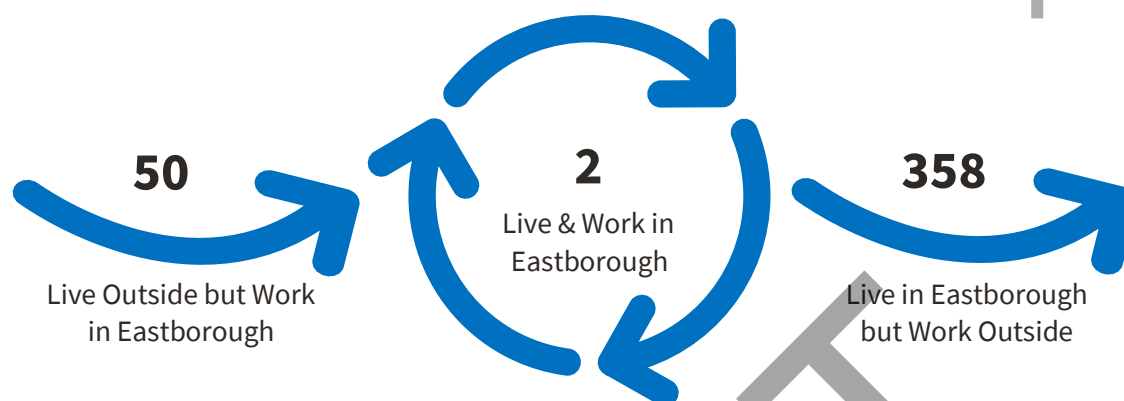 50
Live Outside but Work
in Eastborough
2
Live & Work in
Eastborough
358
Live in Eastborough
but Work Outside